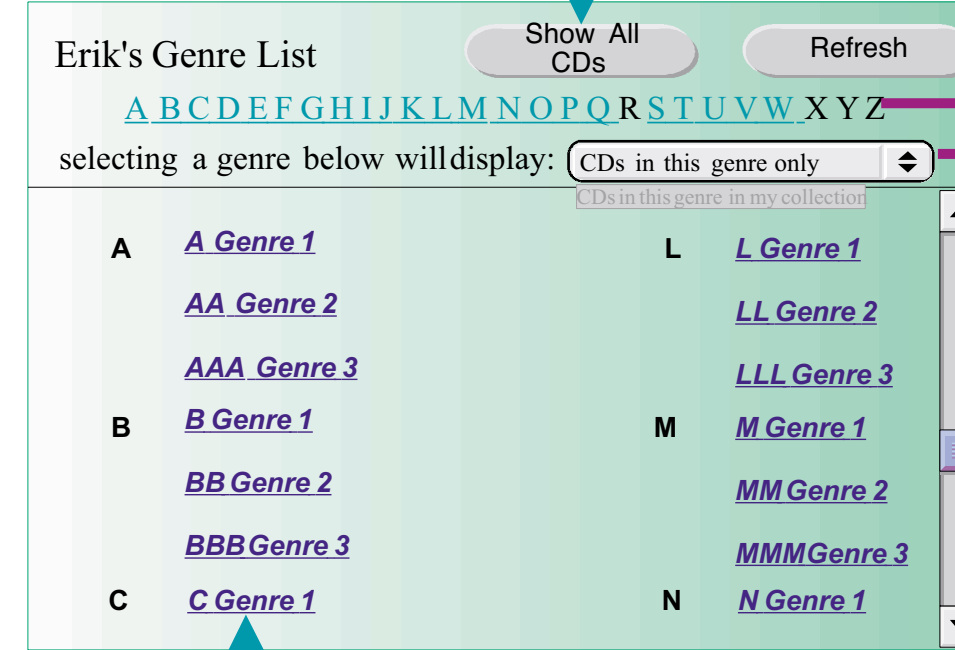 Show All
CDs
Refresh
Erik's Genre List
A B C D E F G H I J K L M N O P Q R S T U V W X Y Z
selecting a genre below will display: CDs in this genre only
CDs in this genre in my collection
A A Genre 1
AA Genre 2
AAA Genre 3
B B Genre 1
BB Genre 2
BBB Genre 3
C C Genre 1
L L Genre 1
LL Genre 2
LLL Genre 3
M M Genre 1
MM Genre 2
MMM Genre 3
N N Genre 1